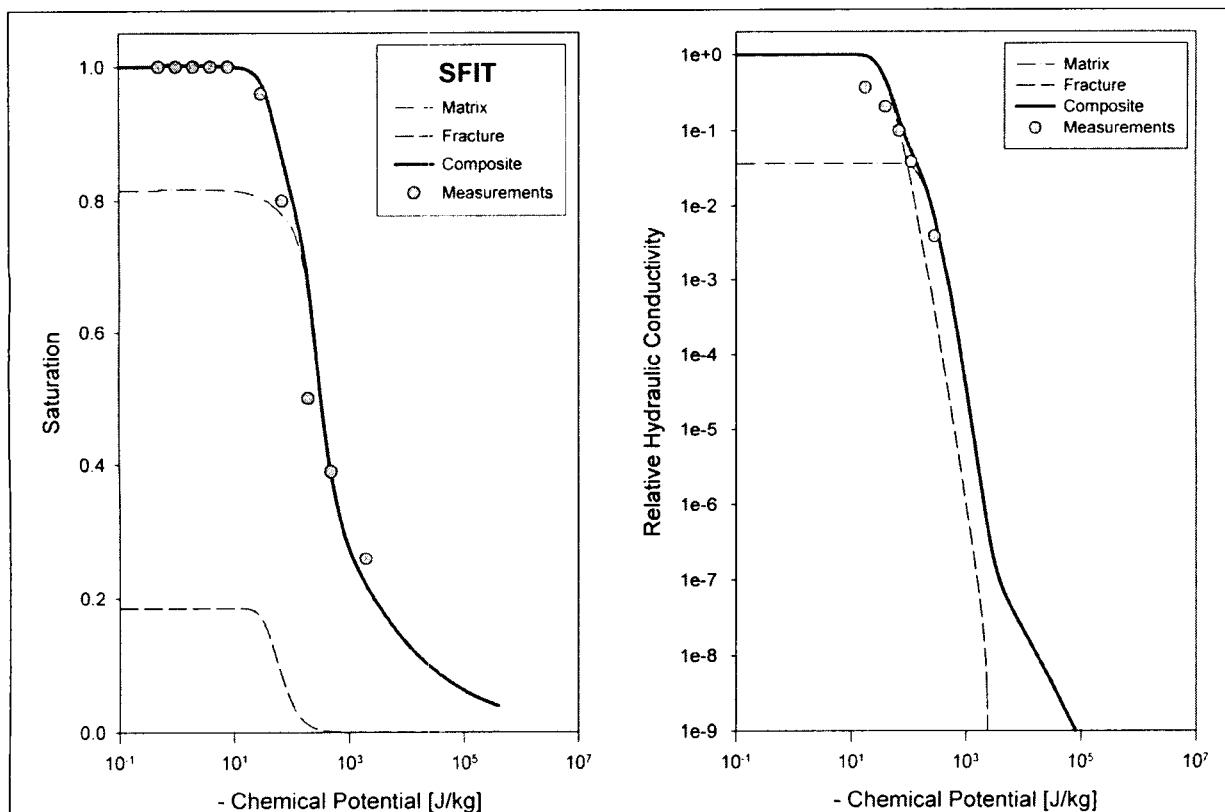 SFIT
Matrix
Fracture
Composite
Measurements
1.0
0.8
0.6
0.4
0.2
0.0
Saturation
10-1
101
103
105
107
- Chemical Potential [J/kg]
Matrix
Fracture
Composite
Measurements
1e+0
1e-1
1e-2
1e-3
1e-4
1e-5
1e-6
1e-7
1e-8
1e-9
Relative Hydraulic Conductivity
10-1
101
103
105
107
- Chemical Potential [J/kg]